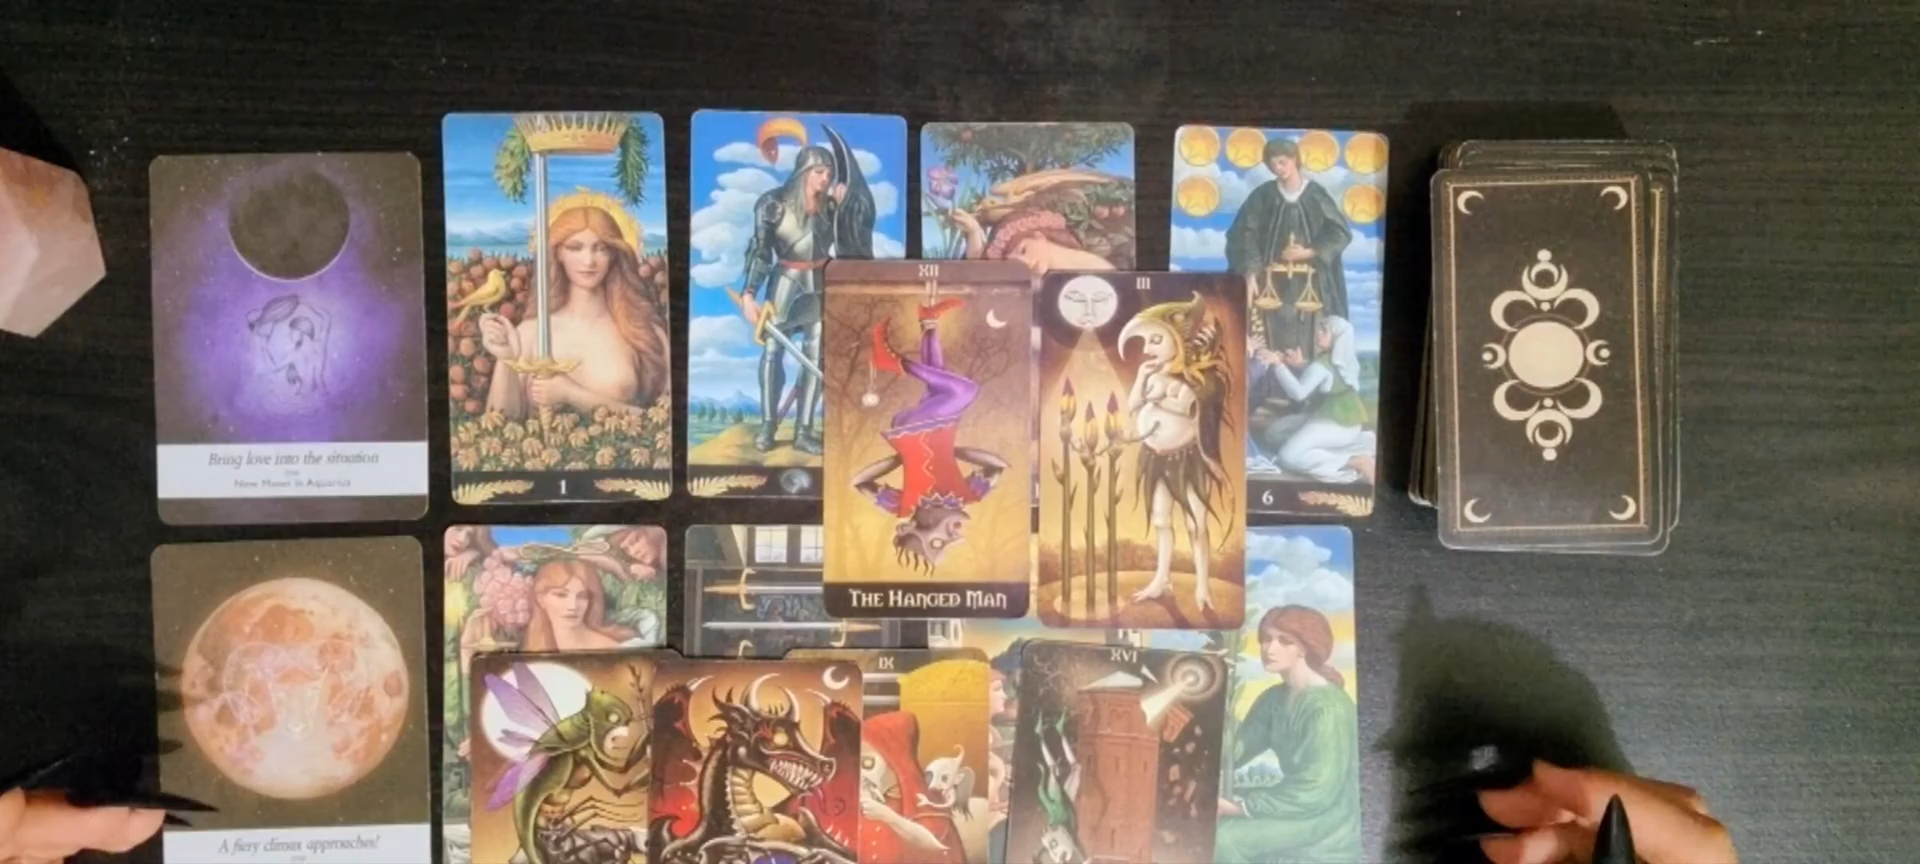 Bring love into the situation
New Moon in Aquarius
1
6
XII
THE HANGED MAN
III
A fiery climax approaches!
IX
XVI